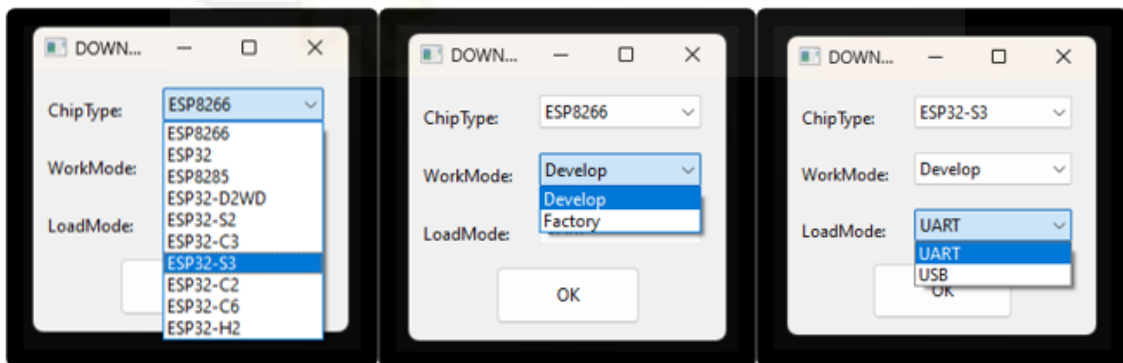 DOWN...
ChipType: ESP8266
ESP8266
ESP32
ESP8285
WorkMode:
ESP32-D2WD
ESP32-S2
LoadMode:
ESP32-C3
ESP32-S3
ESP32-C2
ESP32-C6
ESP32-H2
DOWN...
ChipType: ESP8266
WorkMode: Develop
Develop
Factory
LoadMode:
OK
DOWN...
ChipType: ESP32-S3
WorkMode: Develop
LoadMode: UART
UART
USB
OK